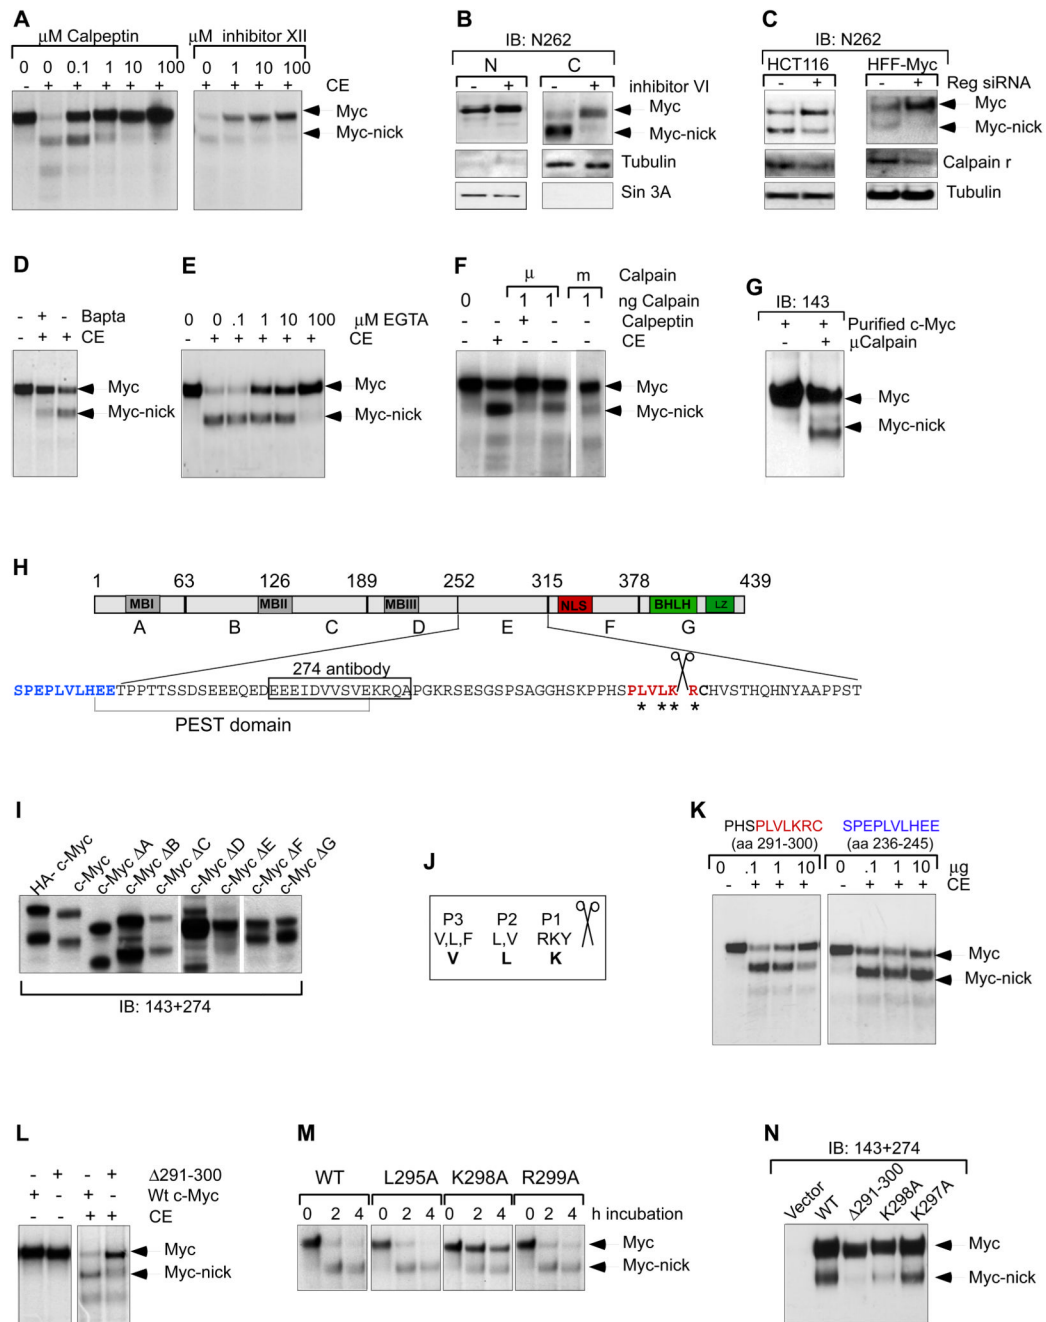 A
μM Calpeptin
μM inhibitor XII
0 0 0.1 1 10 100
0 1 10 100
- + + + + +
+ + + + CE
Myc
Myc-nick
B
IB: N262
N C
- + - + inhibitor VI
Myc
Myc-nick
Tubulin
Sin 3A
C
IB: N262
HCT116 HFF-Myc
- + - + Reg siRNA
Myc
Myc-nick
Calpain r
Tubulin
D
- + - Bapta
- + + CE
Myc
Myc-nick
E
0 0 .1 1 10 100 μM EGTA
- + + + + + CE
Myc
Myc-nick
F
μ m Calpain
0 1 1 1 ng Calpain
- - + - - Calpeptin
- + - - - CE
Myc
Myc-nick
G
IB: 143
+ + Purified c-Myc
- + μCalpain
Myc
Myc-nick
H
1 63 126 189 252 315 378 439
MBI MBII MBIII NLS BHLH LZ
A B C D E F G
274 antibody
SPEPLVLHEETPPTTSSDSEEEQEDEEEIDVVSVEKRQAPGKRSESGSPSAGGHSKPPHSPLVLK RCHVSTHQHNYAAPPST
* ** *
PEST domain
I
HA- c-Myc
c-Myc
c-Myc ΔA
c-Myc ΔB
c-Myc ΔC
c-Myc ΔD
c-Myc ΔE
c-Myc ΔF
c-Myc ΔG
IB: 143+274
J
P3 P2 P1
V,L,F L,V RKY
V L K
K
PHSPLVLKRC SPEPLVLHEE
(aa 291-300) (aa 236-245)
0 .1 1 10 0 .1 1 10 μg
- + + + - + + + CE
Myc
Myc-nick
L
- + - + Δ291-300
+ - + - Wt c-Myc
- - + + CE
Myc
Myc-nick
M
WT L295A K298A R299A
0 2 4 0 2 4 0 2 4 0 2 4 h incubation
Myc
Myc-nick
N
IB: 143+274
Vector
WT
Δ291-300
K298A
K297A
Myc
Myc-nick